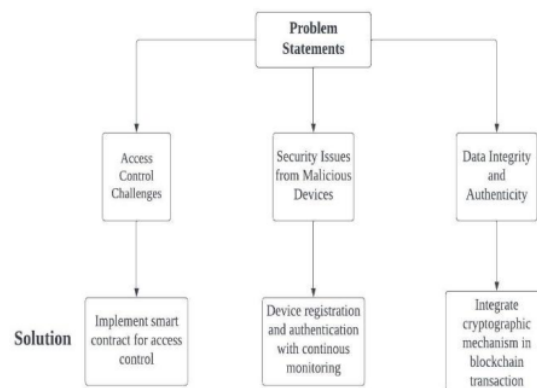 Problem
Statements
Access
Control
Challenges
Security Issues
from Malicious
Devices
Data Integrity
and
Authenticity
Solution
Implement smart
contract for access
control
Device registration
and authentication
with continous
monitoring
Integrate
cryptographic
mechanism in
blockchain
transaction